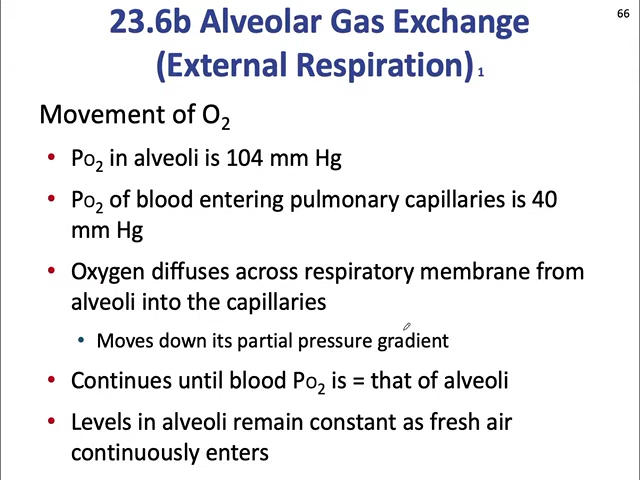 66
23.6b Alveolar Gas Exchange
(External Respiration) 1
Movement of O2
• PO2 in alveoli is 104 mm Hg
• PO2 of blood entering pulmonary capillaries is 40
mm Hg
• Oxygen diffuses across respiratory membrane from
alveoli into the capillaries
• Moves down its partial pressure gradient
• Continues until blood PO2 is = that of alveoli
• Levels in alveoli remain constant as fresh air
continuously enters